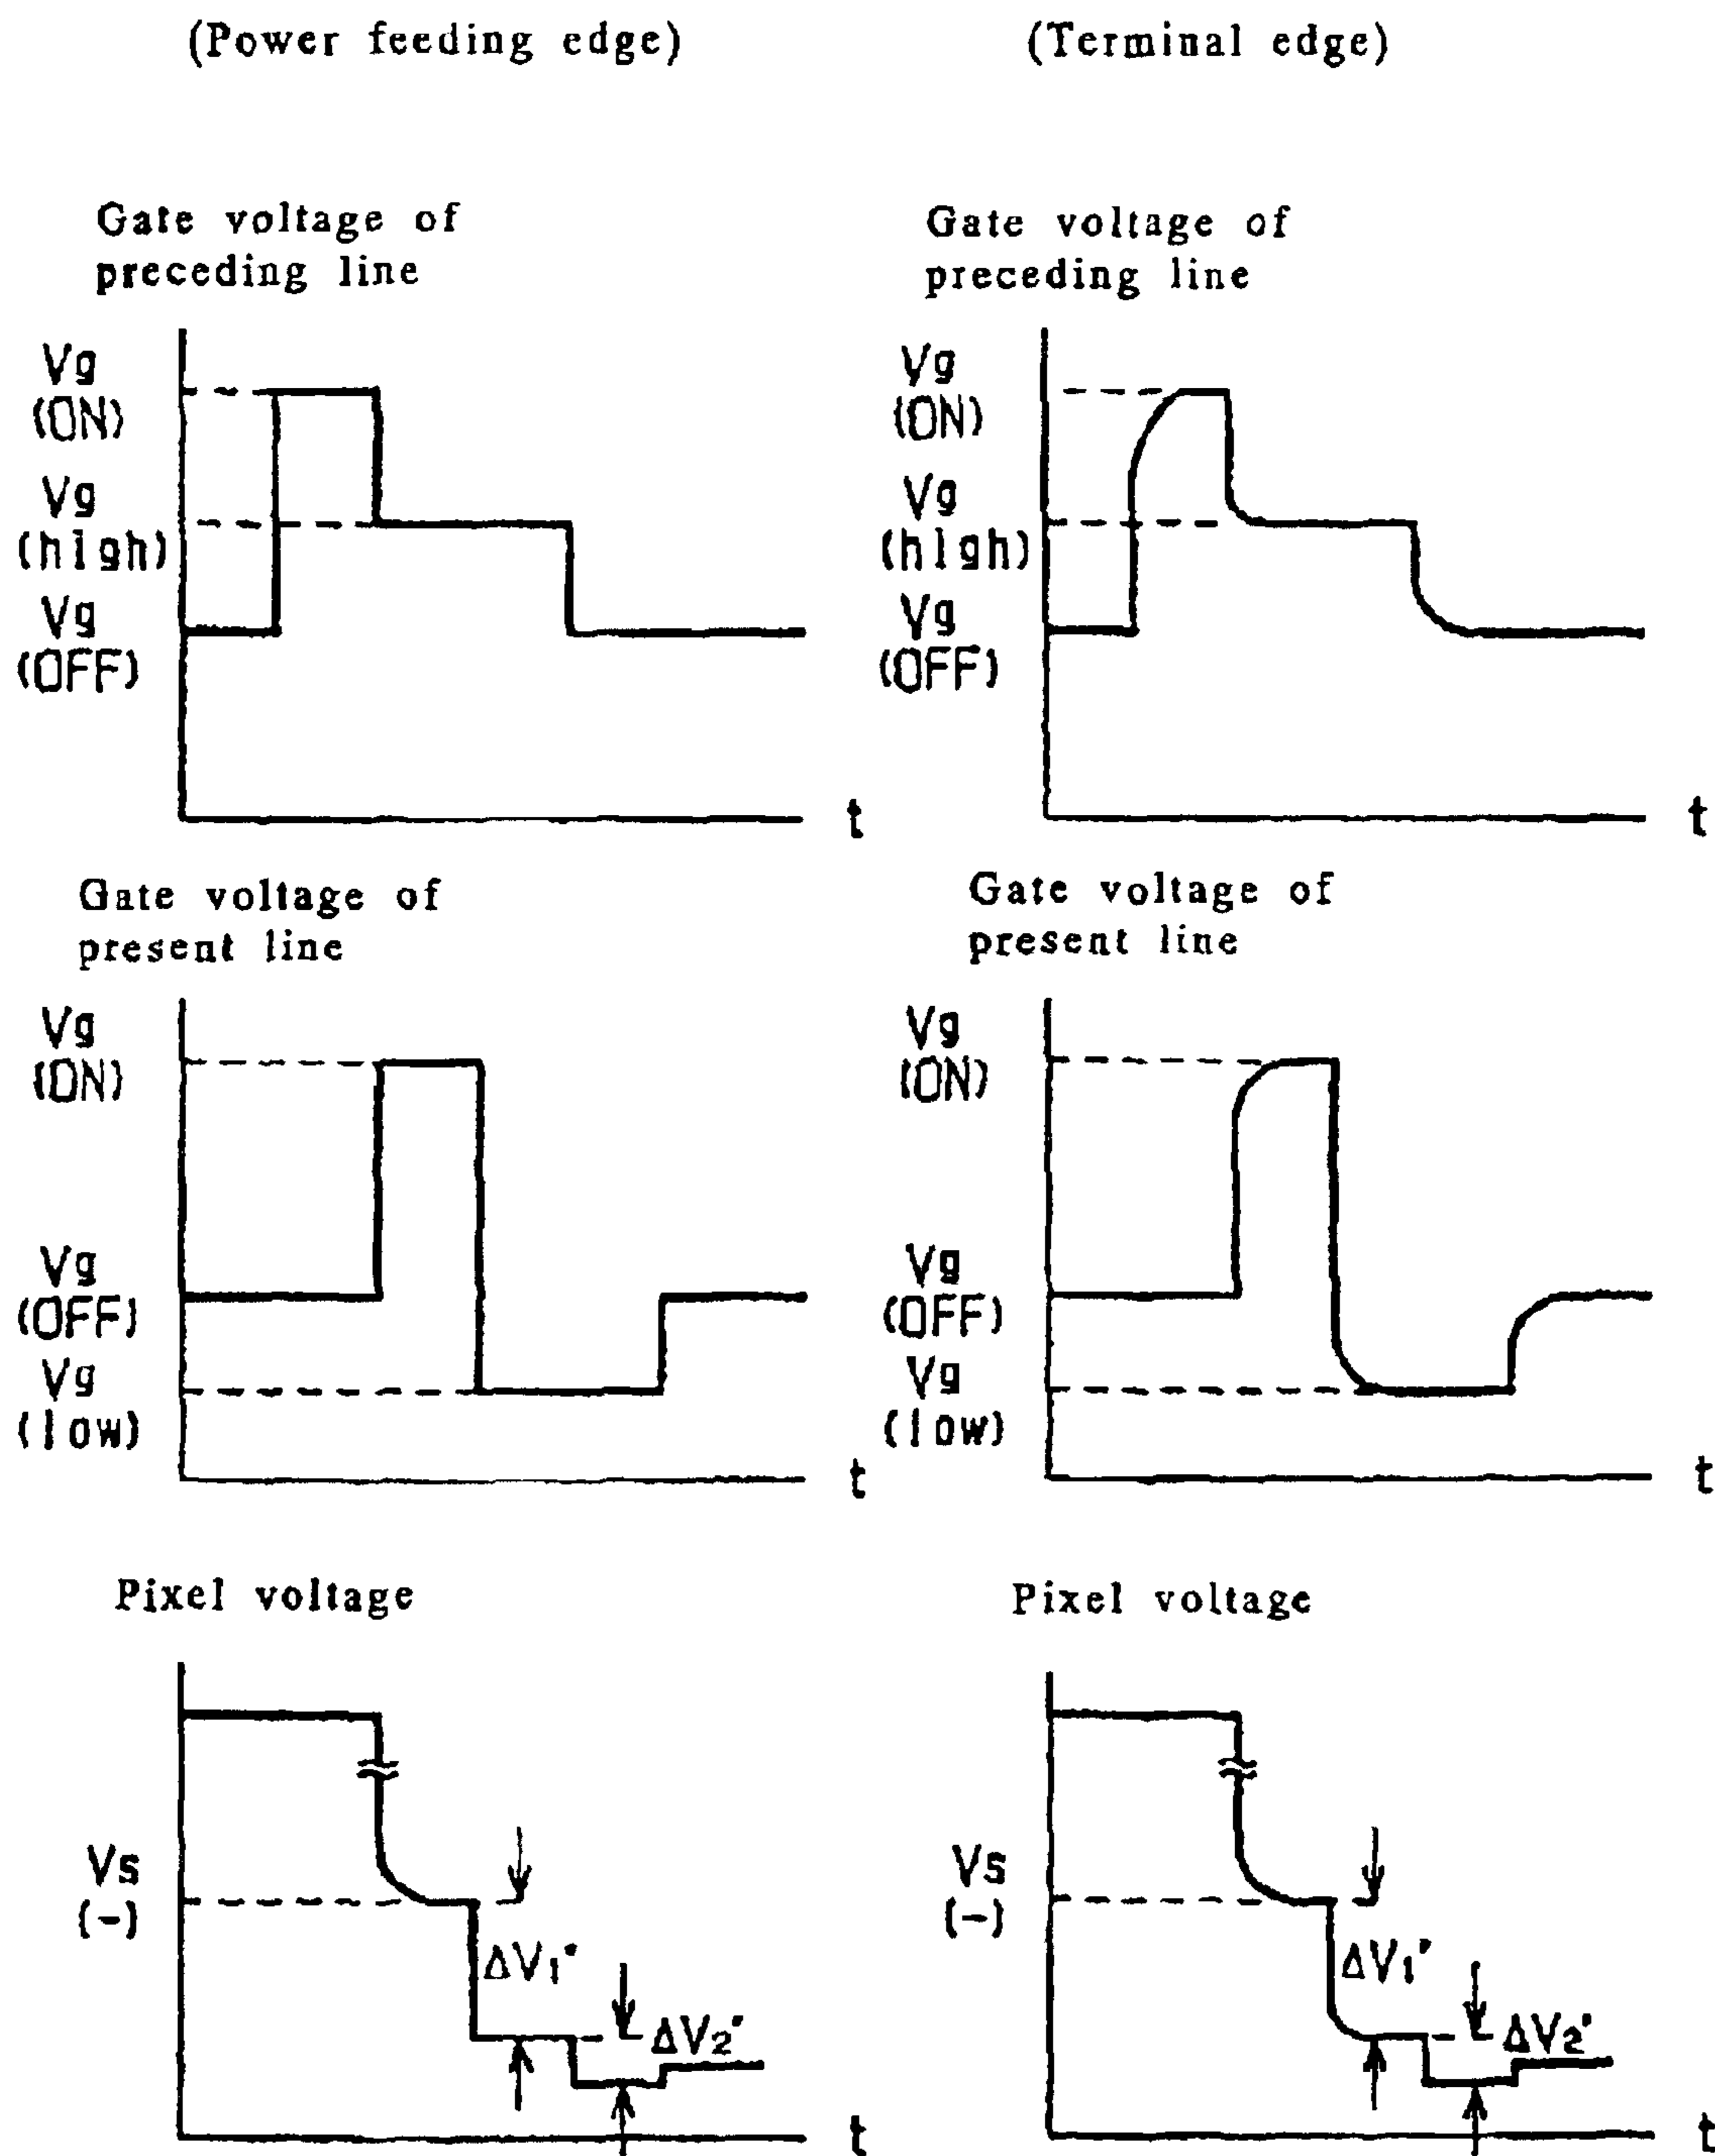 (Power feeding edge)
(Terminal edge)
Gate voltage of
preceding line
Vg
(ON)
Vg
(high)
Vg
(OFF)
t
Gate voltage of
preceding line
Vg
(ON)
Vg
(high)
Vg
(OFF)
t
Gate voltage of
present line
Vg
(ON)
Vg
(OFF)
Vg
(low)
t
Gate voltage of
present line
Vg
(ON)
Vg
(OFF)
Vg
(low)
t
Pixel voltage
Vs
(-)
ΔV1'
ΔV2'
t
Pixel voltage
Vs
(-)
ΔV1'
ΔV2'
t